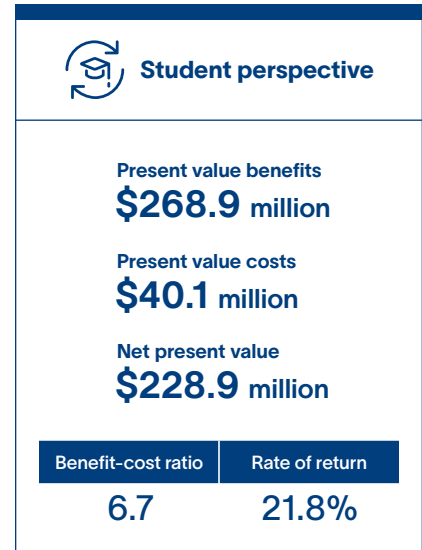 Student perspective
Present value benefits
$268.9 million
Present value costs
$40.1 million
Net present value
$228.9 million
Benefit-cost ratio Rate of return
6.7 21.8%